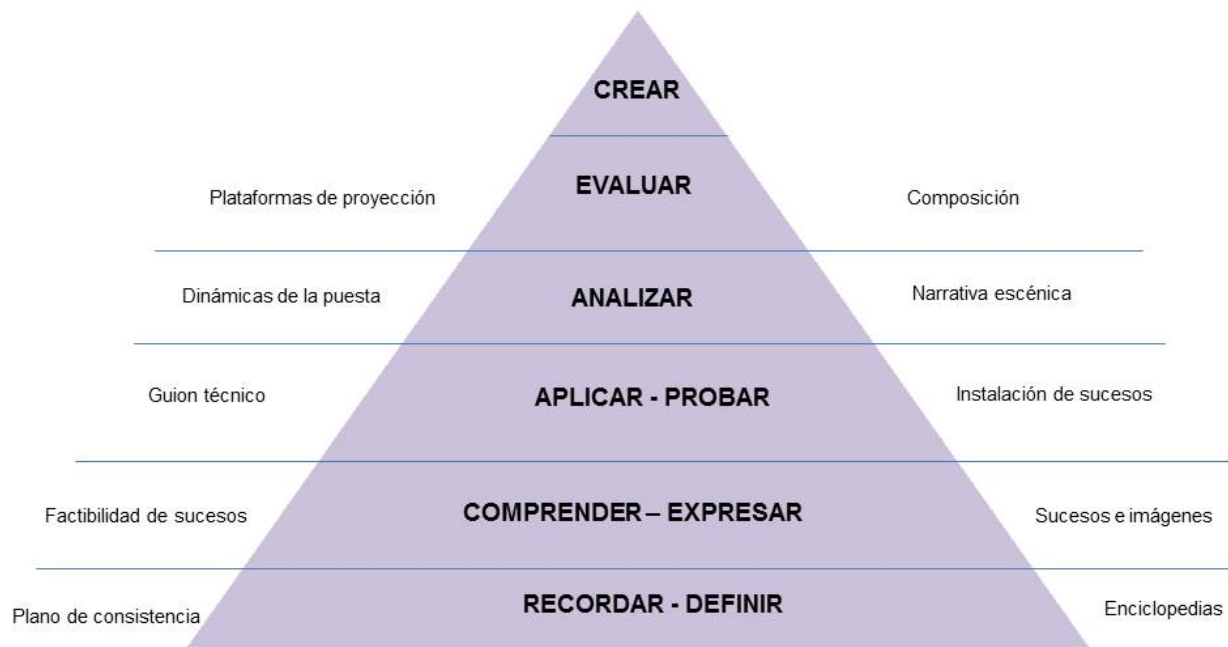 CREAR
Plataformas de proyección
EVALUAR
Composición
Dinámicas de la puesta
ANALIZAR
Narrativa escénica
Guion técnico
APLICAR - PROBAR
Instalación de sucesos
Factibilidad de sucesos
COMPRENDER – EXPRESAR
Sucesos e imágenes
Plano de consistencia
RECORDAR - DEFINIR
Enciclopedias